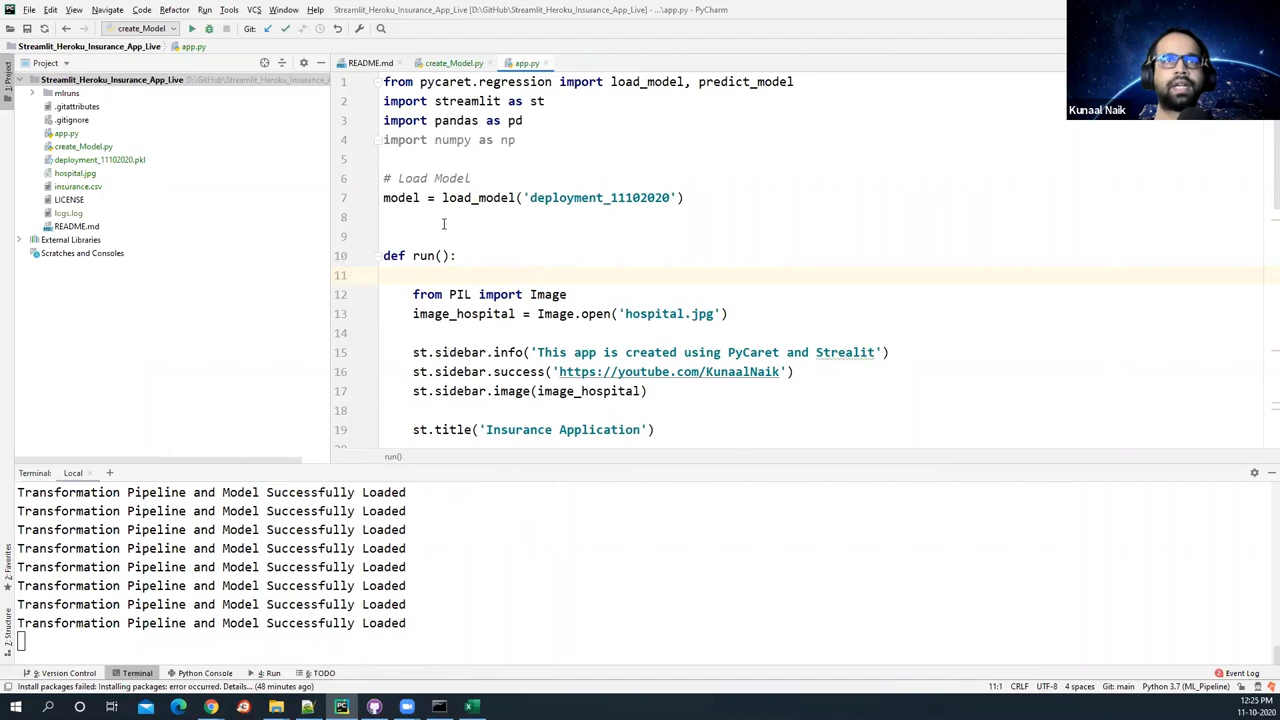 File Edit View Navigate Code Refactor Run Tools VCS Window Help Streamlit_Heroku_Insurance_App_Live [D:\GitHub\Streamlit_Heroku_Insurance_App_Live] - ...\app.py - PyCharm
create_Model Git:
Streamlit_Heroku_Insurance_App_Live app.py
Project README.md create_Model.py app.py
1: Project
Streamlit_Heroku_Insurance_App_Live D:\GitHub\Streamlit_Heroku_Insurance_
mlruns
.gitattributes
.gitignore
app.py
create_Model.py
deployment_11102020.pkl
hospital.jpg
insurance.csv
LICENSE
logs.log
README.md
External Libraries
Scratches and Consoles
1 from pycaret.regression import load_model, predict_model
2 import streamlit as st
3 import pandas as pd
4 import numpy as np
5
6 # Load Model
7 model = load_model('deployment_11102020')
8
9
10 def run():
11
12 from PIL import Image
13 image_hospital = Image.open('hospital.jpg')
14
15 st.sidebar.info('This app is created using PyCaret and Strealit')
16 st.sidebar.success('https://youtube.com/KunaalNaik')
17 st.sidebar.image(image_hospital)
18
19 st.title('Insurance Application')
run()
Kunaal Naik
Terminal: Local +
Transformation Pipeline and Model Successfully Loaded
Transformation Pipeline and Model Successfully Loaded
Transformation Pipeline and Model Successfully Loaded
Transformation Pipeline and Model Successfully Loaded
Transformation Pipeline and Model Successfully Loaded
Transformation Pipeline and Model Successfully Loaded
Transformation Pipeline and Model Successfully Loaded
Transformation Pipeline and Model Successfully Loaded
2: Favorites
7: Structure
9: Version Control Terminal Python Console 4: Run 6: TODO Event Log
Install packages failed: Installing packages: error occurred. Details... (48 minutes ago) 11:1 CRLF UTF-8 4 spaces Git: main Python 3.7 (ML_Pipeline)
12:25 PM
11-10-2020